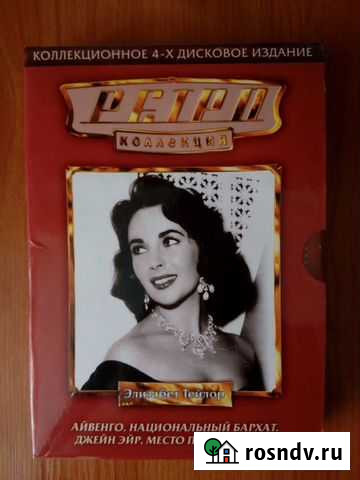 КОЛЛЕКЦИОННОЕ 4-Х ДИСКОВОЕ ИЗДАНИЕ
РЕТРО
КОЛЛЕКЦИЯ
Элизабет Тейлор
АЙВЕНГО, НАЦИОНАЛЬНЫЙ БАРХАТ,
ДЖЕЙН ЭЙР, МЕСТО
rosndv.ru